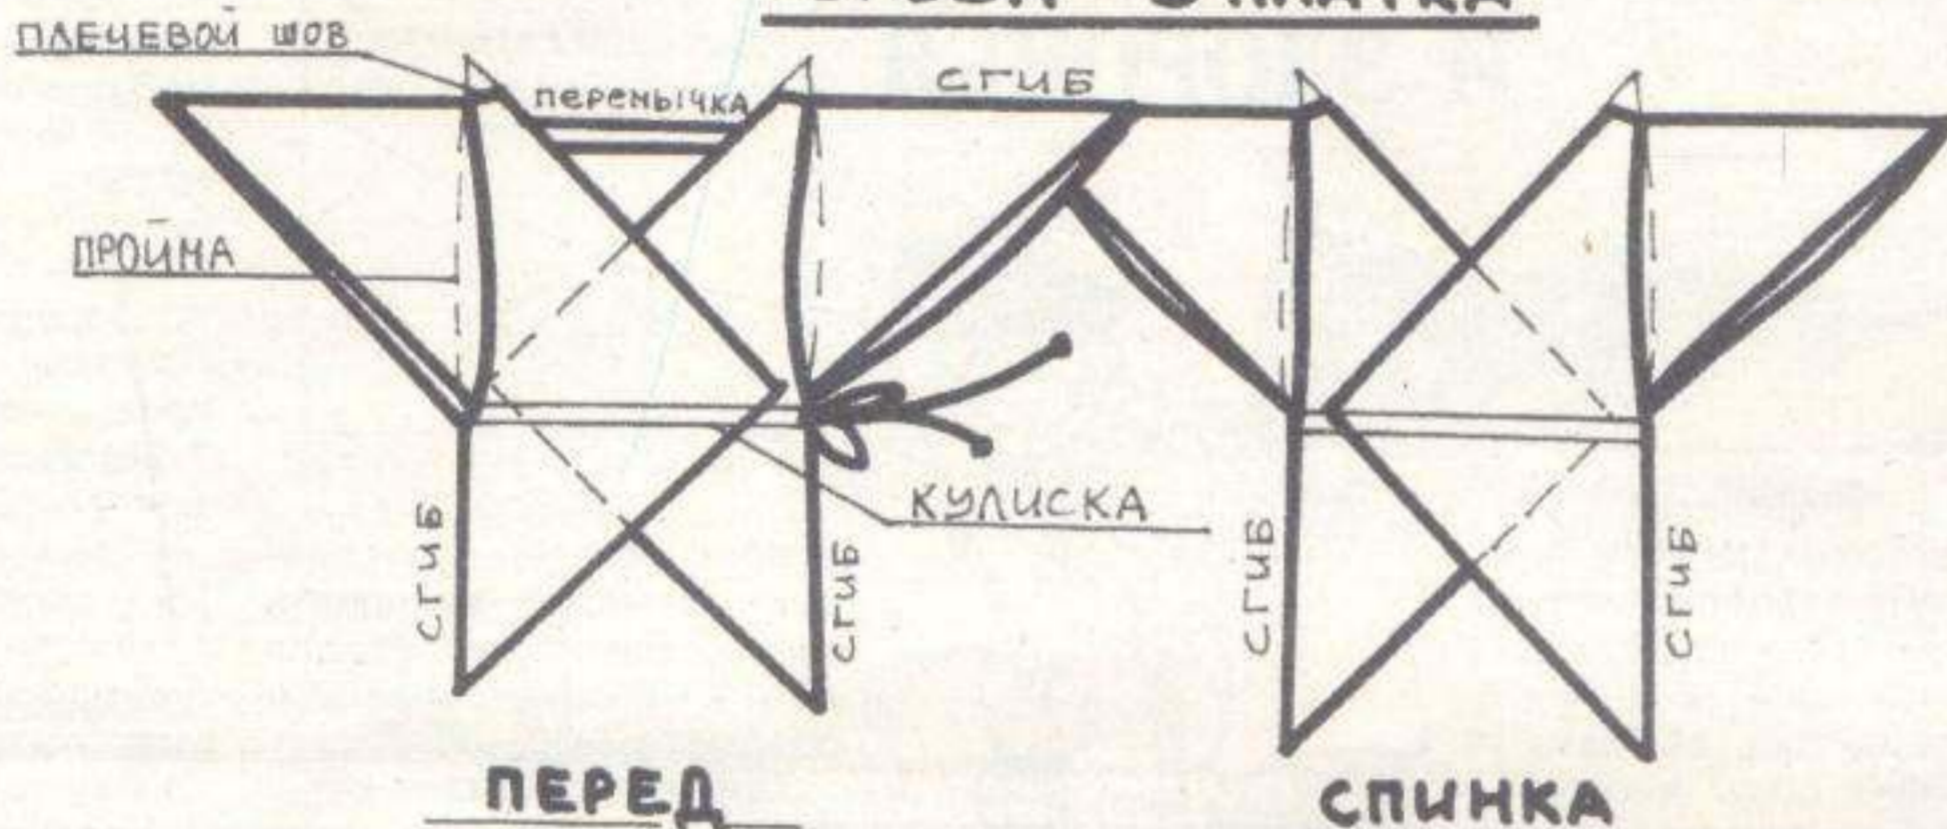 ПЛЕЧЕВОЙ ШОВ
ПЕРЕМЫЧКА
СГИБ
ПРОЙМА
КУЛИСКА
СГИБ
СГИБ
СГИБ
СГИБ
ПЕРЕД
СПИНКА